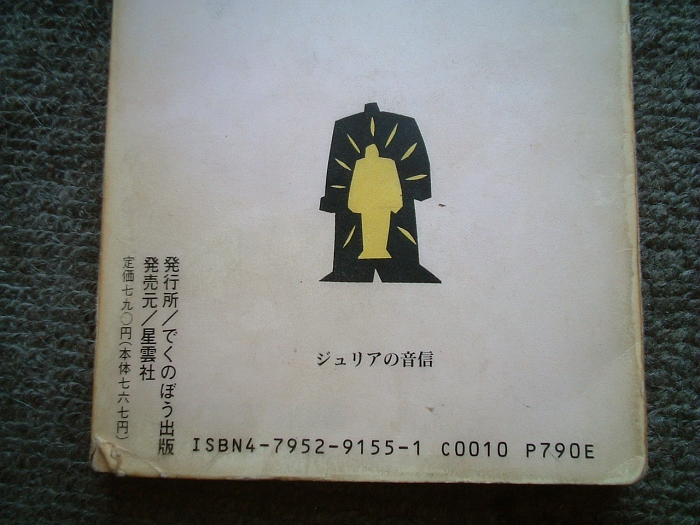 ジュリアの音信
発行所/でくのぼう出版
発売元/星雲社
定価七九〇円(本体七六七円)
ISBN4-7952-9155-1 C0010 P790E